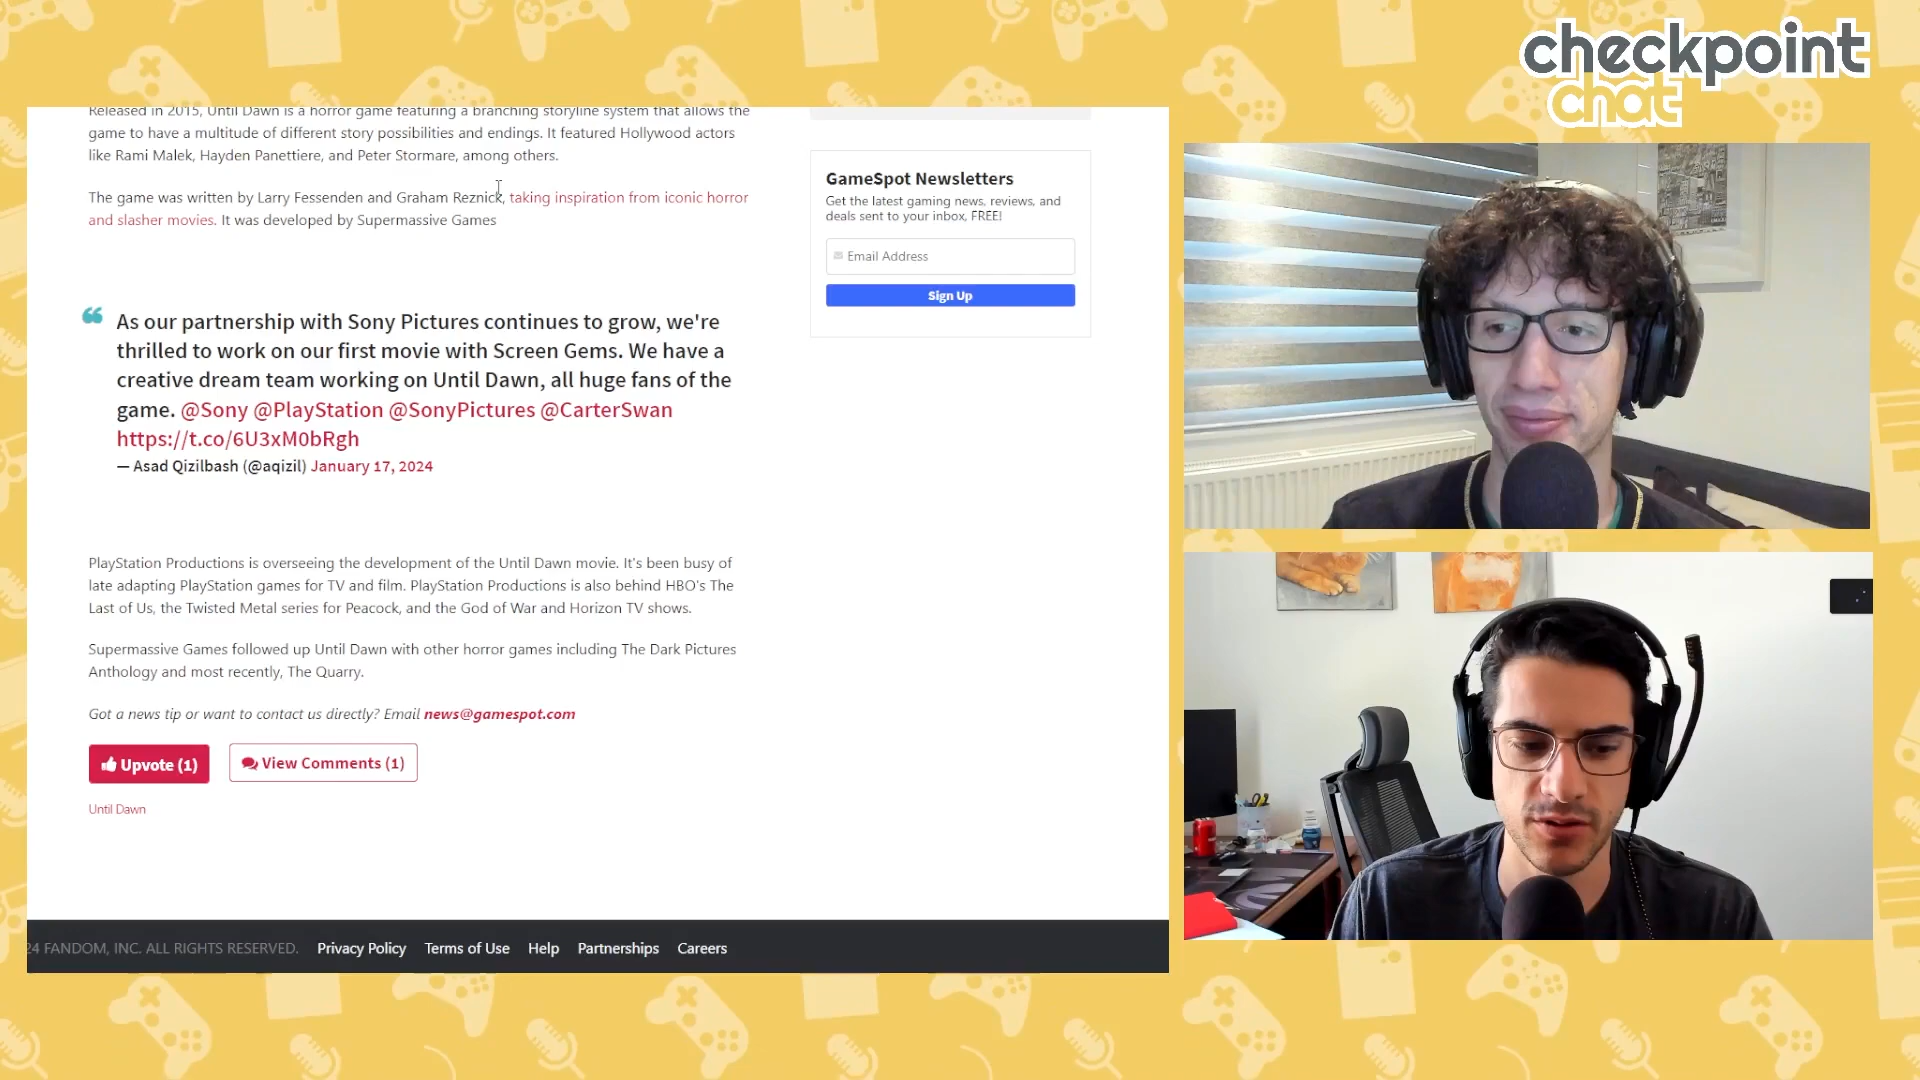 checkpoint
chat
Released in 2015, Until Dawn is a horror game featuring a branching storyline system that allows the
game to have a multitude of different story possibilities and endings. It featured Hollywood actors
like Rami Malek, Hayden Panettiere, and Peter Stormare, among others.
The game was written by Larry Fessenden and Graham Reznick, taking inspiration from iconic horror
and slasher movies. It was developed by Supermassive Games
“
As our partnership with Sony Pictures continues to grow, we're
thrilled to work on our first movie with Screen Gems. We have a
creative dream team working on Until Dawn, all huge fans of the
game. @Sony @PlayStation @SonyPictures @CarterSwan
https://t.co/6U3xM0bRgh
— Asad Qizilbash (@aqizil) January 17, 2024
PlayStation Productions is overseeing the development of the Until Dawn movie. It's been busy of
late adapting PlayStation games for TV and film. PlayStation Productions is also behind HBO's The
Last of Us, the Twisted Metal series for Peacock, and the God of War and Horizon TV shows.
Supermassive Games followed up Until Dawn with other horror games including The Dark Pictures
Anthology and most recently, The Quarry.
Got a news tip or want to contact us directly? Email news@gamespot.com
Upvote (1)
View Comments (1)
Until Dawn
GameSpot Newsletters
Get the latest gaming news, reviews, and
deals sent to your inbox, FREE!
Email Address
Sign Up
24 FANDOM, INC. ALL RIGHTS RESERVED. Privacy Policy Terms of Use Help Partnerships Careers